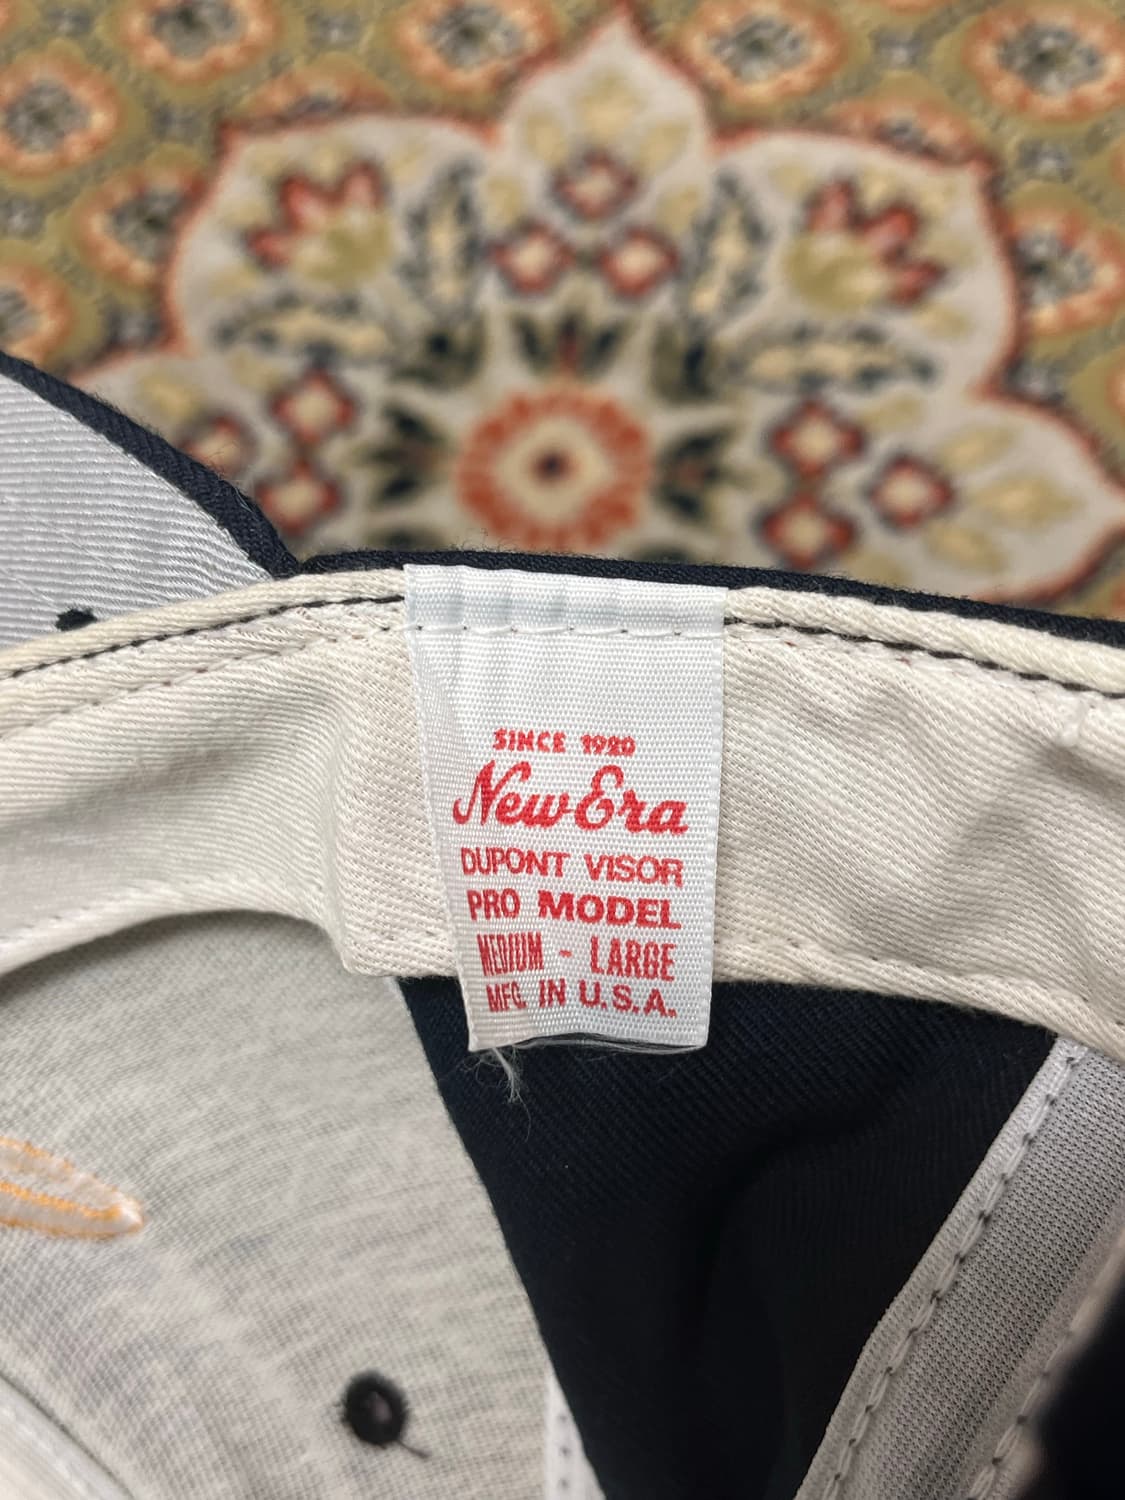 SINCE 1920
New Era
DUPONT VISOR
PRO MODEL
MEDIUM - LARGE
MFG. IN U.S.A.